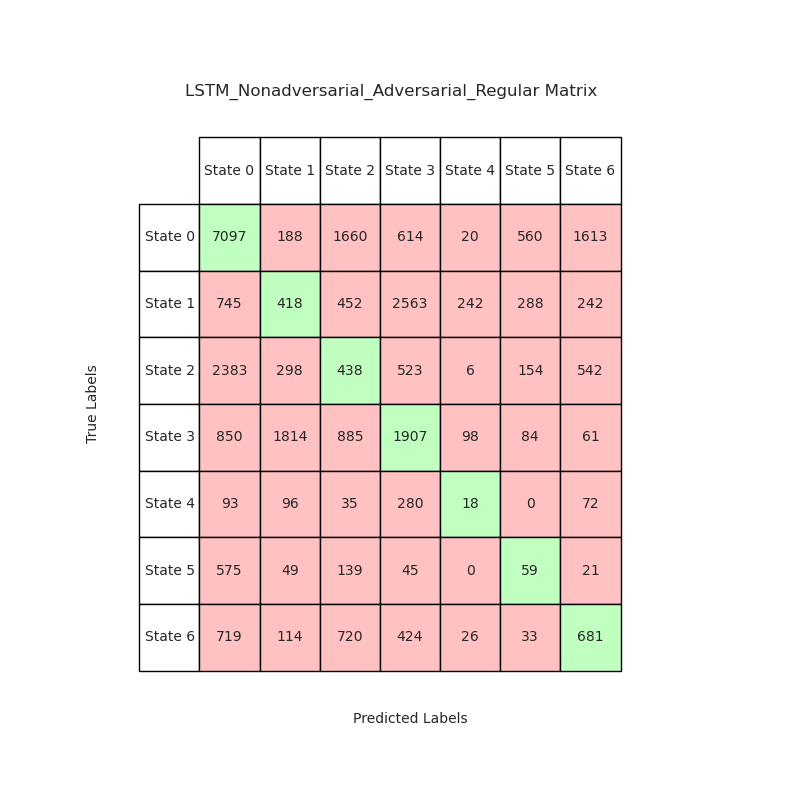 LSTM_Nonadversarial_Adversarial_Regular Matrix
State 0 State 1 State 2 State 3 State 4 State 5 State 6
State 0 7097 188 1660 614 20 560 1613
State 1 745 418 452 2563 242 288 242
State 2 2383 298 438 523 6 154 542
State 3 850 1814 885 1907 98 84 61
State 4 93 96 35 280 18 0 72
State 5 575 49 139 45 0 59 21
State 6 719 114 720 424 26 33 681
True Labels
Predicted Labels